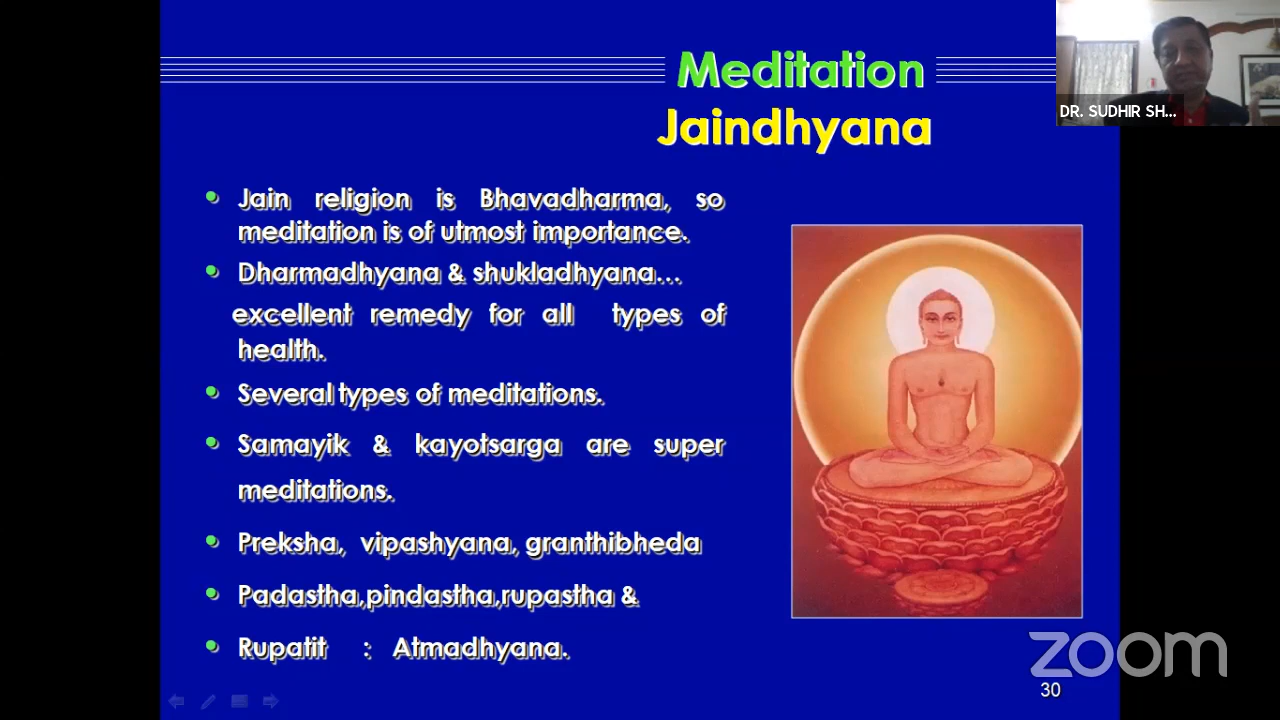 Meditation
Jaindhyana
DR. SUDHIR SH...
• Jain religion is Bhavadharma, so
meditation is of utmost importance.
• Dharmadhyana & shukladhyana...
excellent remedy for all types of
health.
• Several types of meditations.
• Samayik & kayotsarga are super
meditations.
• Preksha, vipashyana, granthibheda
• Padastha,pindastha,rupastha &
• Rupatit : Atmadhyana.
zoom
30